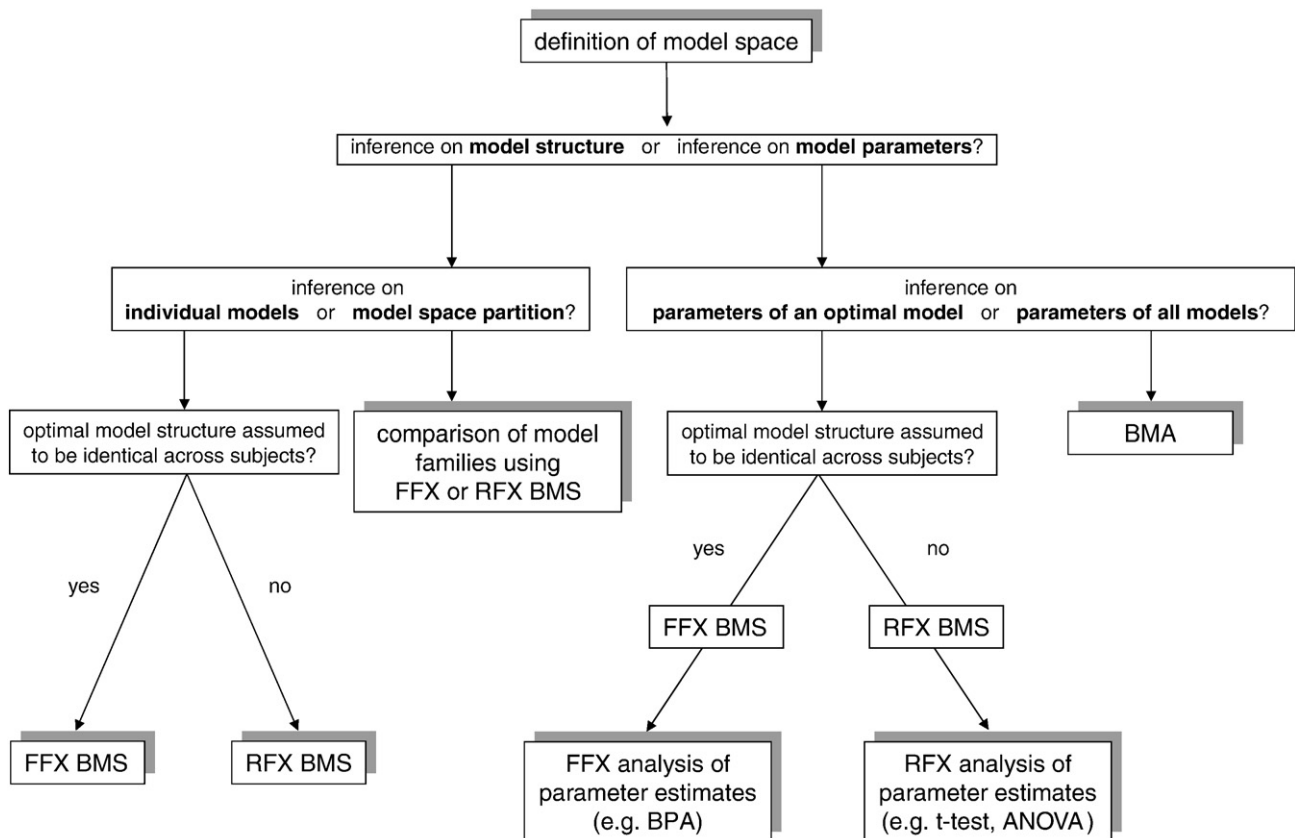 definition of model space
inference on model structure or inference on model parameters?
inference on
individual models or model space partition?
inference on
parameters of an optimal model or parameters of all models?
optimal model structure assumed
to be identical across subjects?
comparison of model
families using
FFX or RFX BMS
optimal model structure assumed
to be identical across subjects?
BMA
yes
no
yes
no
FFX BMS
RFX BMS
FFX BMS
RFX BMS
FFX analysis of
parameter estimates
(e.g. BPA)
RFX analysis of
parameter estimates
(e.g. t-test, ANOVA)